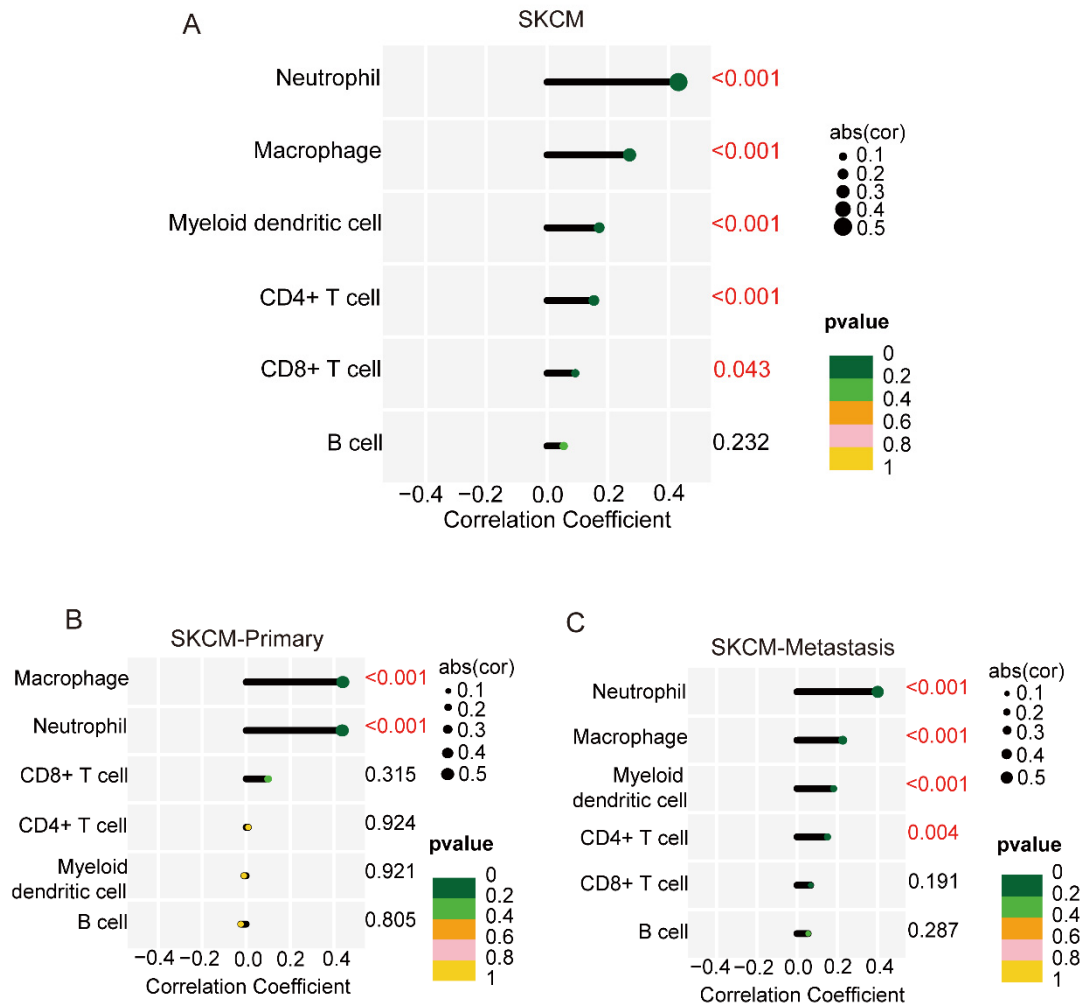 A
SKCM
Neutrophil
<0.001
Macrophage
<0.001
Myeloid dendritic cell
<0.001
CD4+ T cell
<0.001
CD8+ T cell
0.043
B cell
0.232
−0.4 −0.2 0.0 0.2 0.4
Correlation Coefficient
abs(cor)
0.1
0.2
0.3
0.4
0.5
pvalue
0
0.2
0.4
0.6
0.8
1
B
SKCM-Primary
Macrophage
<0.001
Neutrophil
<0.001
CD8+ T cell
0.315
CD4+ T cell
0.924
Myeloid
dendritic cell
0.921
B cell
0.805
−0.4 −0.2 0.0 0.2 0.4
Correlation Coefficient
abs(cor)
0.1
0.2
0.3
0.4
0.5
pvalue
0
0.2
0.4
0.6
0.8
1
C
SKCM-Metastasis
Neutrophil
<0.001
Macrophage
<0.001
Myeloid
dendritic cell
<0.001
CD4+ T cell
0.004
CD8+ T cell
0.191
B cell
0.287
−0.4 −0.2 0.0 0.2 0.4
Correlation Coefficient
abs(cor)
0.1
0.2
0.3
0.4
0.5
pvalue
0
0.2
0.4
0.6
0.8
1